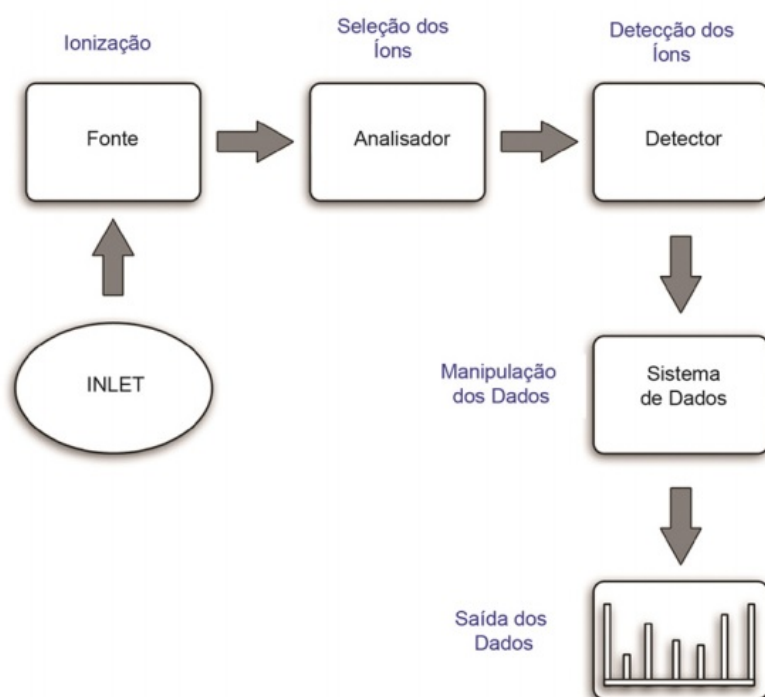 Ionização
Seleção dos
Íons
Detecção dos
Íons
Fonte
Analisador
Detector
INLET
Manipulação
dos Dados
Sistema
de Dados
Saída dos
Dados